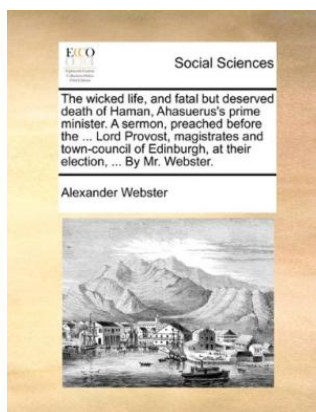 ECCO
Social Sciences
The wicked life, and fatal but deserved
death of Haman, Ahasuerus's prime
minister. A sermon, preached before
the ... Lord Provost, magistrates and
town-council of Edinburgh, at their
election, ... By Mr. Webster.
Alexander Webster